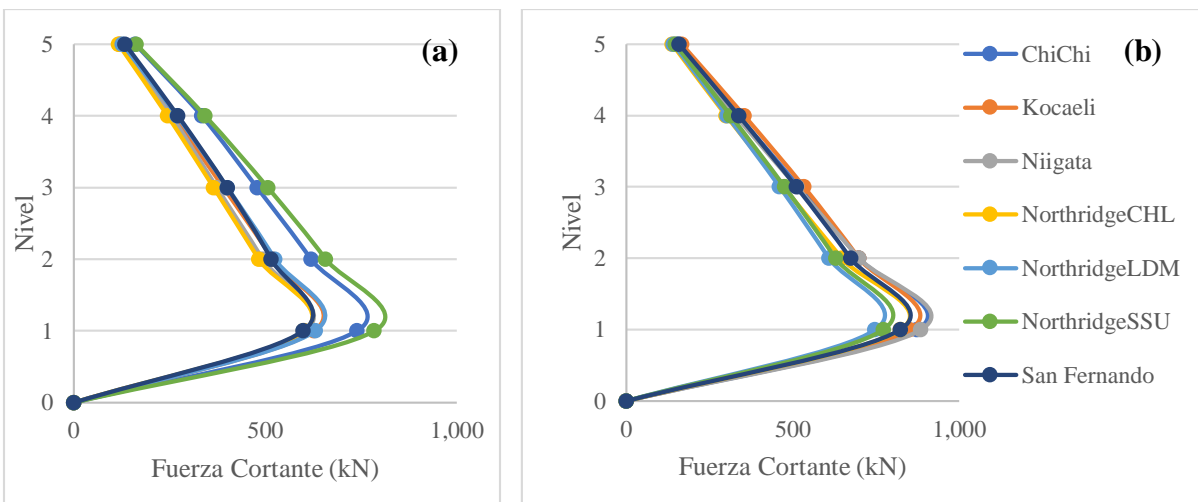 (a)
Nivel
5
4
3
2
1
0
0 500 1,000
Fuerza Cortante (kN)
(b)
Nivel
5
4
3
2
1
0
0 500 1,000
Fuerza Cortante (kN)
ChiChi
Kocaeli
Niigata
NorthridgeCHL
NorthridgeLDM
NorthridgeSSU
San Fernando